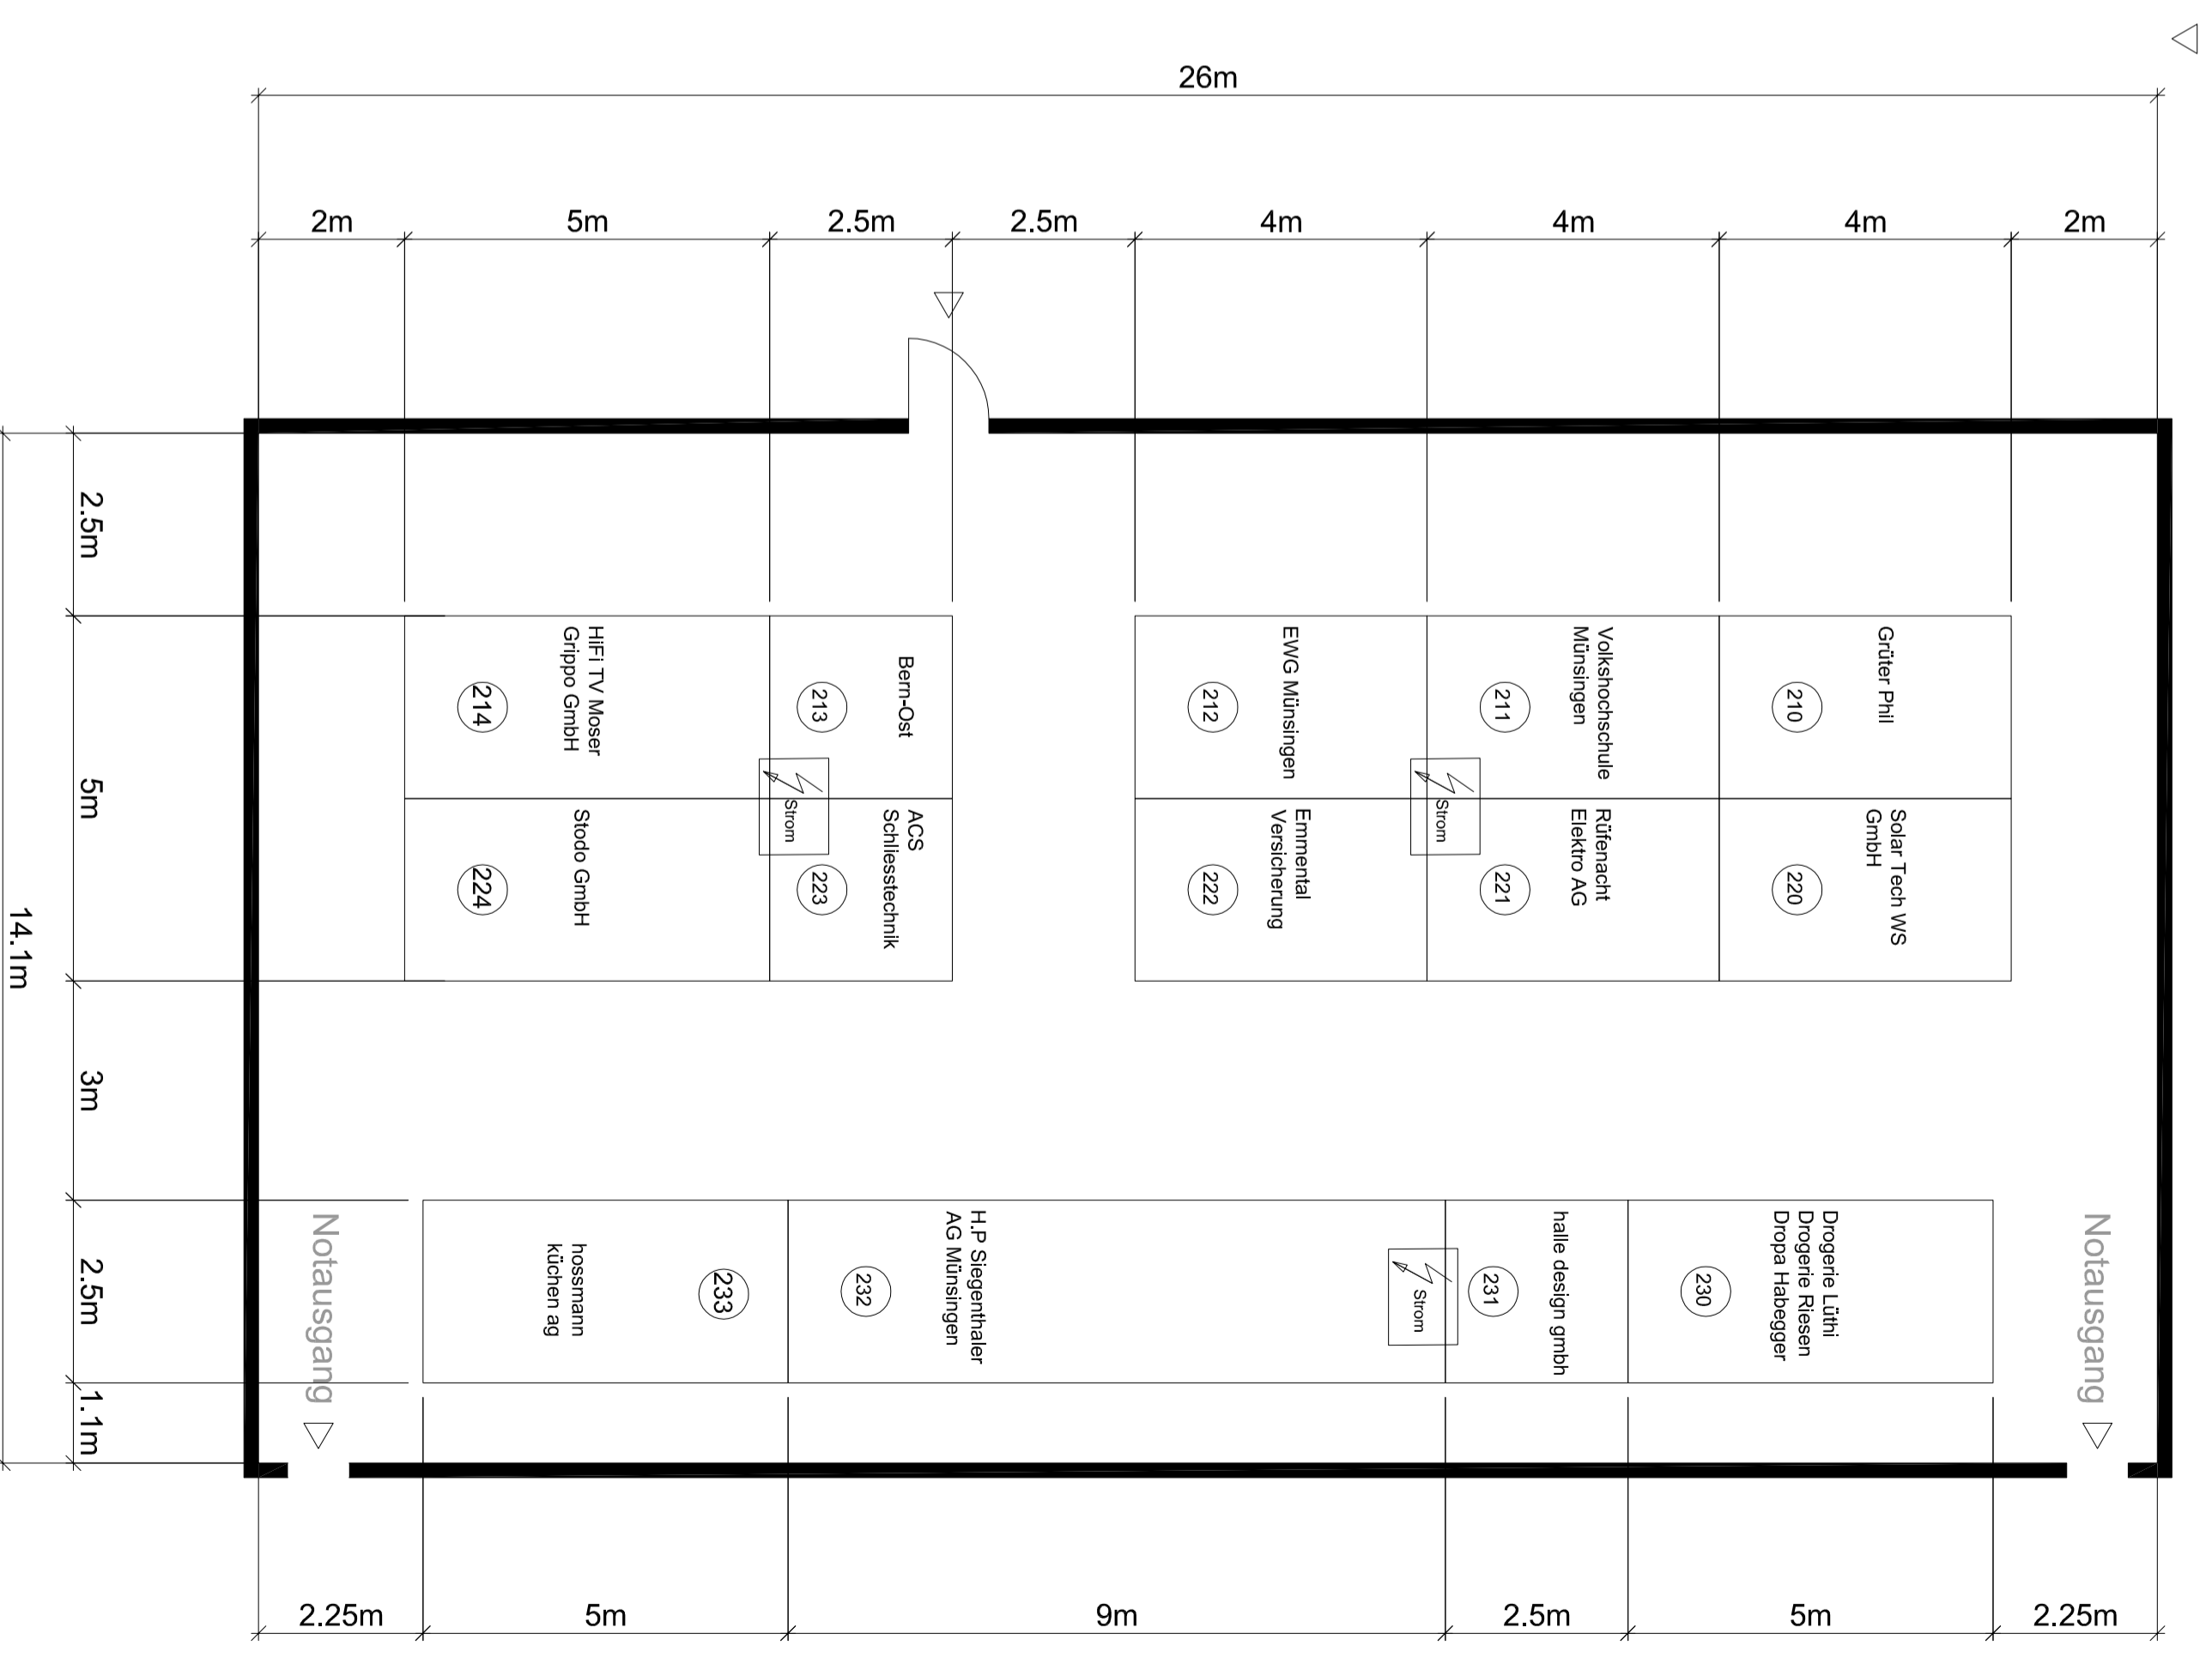 26m
2m
5m
2.5m
2.5m
4m
4m
4m
2m
2.5m
5m
3m
2.5m
1.1m
14.1m
HiFi TV Moser
Grippo GmbH
214
Bern-Ost
213
EWG Münsingen
212
Volkshochschule
Münsingen
211
Grüter Phil
210
Strom
Strom
Stodo GmbH
224
ACS
Schliesstechnik
223
Emmental
Versicherung
222
Rüfenacht
Elektro AG
221
Solar Tech WS
GmbH
220
Notausgang
hossmann
küchen ag
233
H.P Siegenthaler
AG Münsingen
232
Strom
halle design gmbh
231
Drogerie Lüthi
Drogerie Riesen
Dropa Habegger
230
Notausgang
2.25m
5m
9m
2.5m
5m
2.25m